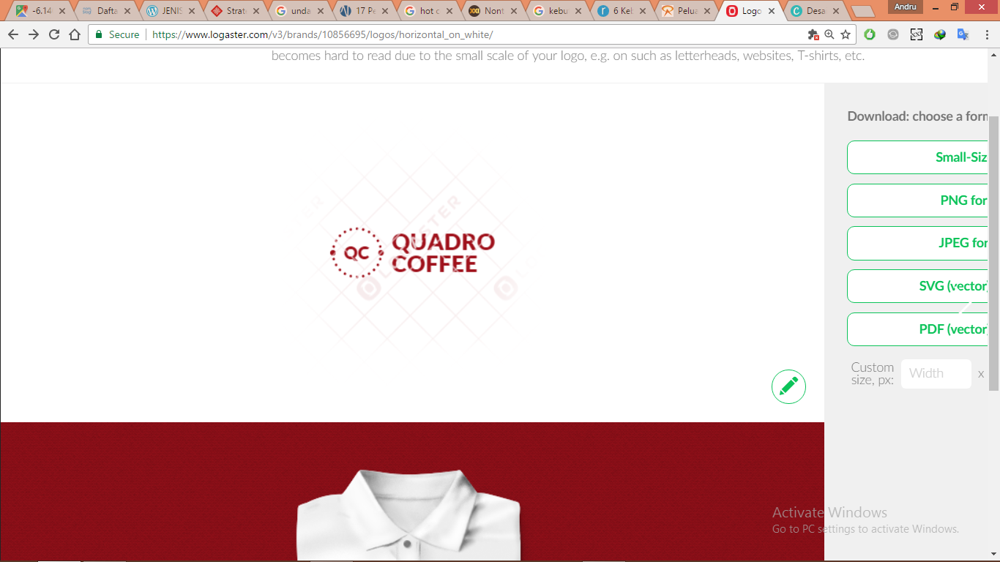 -6.14
Dafta
JENIS
Strat
unda
17 Pe
hot c
Nont
kebu
6 Kel
Pelua
Logo
Desa
Andru
Secure
https://www.logaster.com/v3/brands/10856695/logos/horizontal_on_white/
becomes hard to read due to the small scale of your logo, e.g. on such as letterheads, websites, T-shirts, etc.
Download: choose a form
Small-Siz
PNG for
JPEG for
SVG (vector)
PDF (vector)
Custom
size, px:
Width
x
QC
QUADRO
COFFEE
LOGASTER
Activate Windows
Go to PC settings to activate Windows.